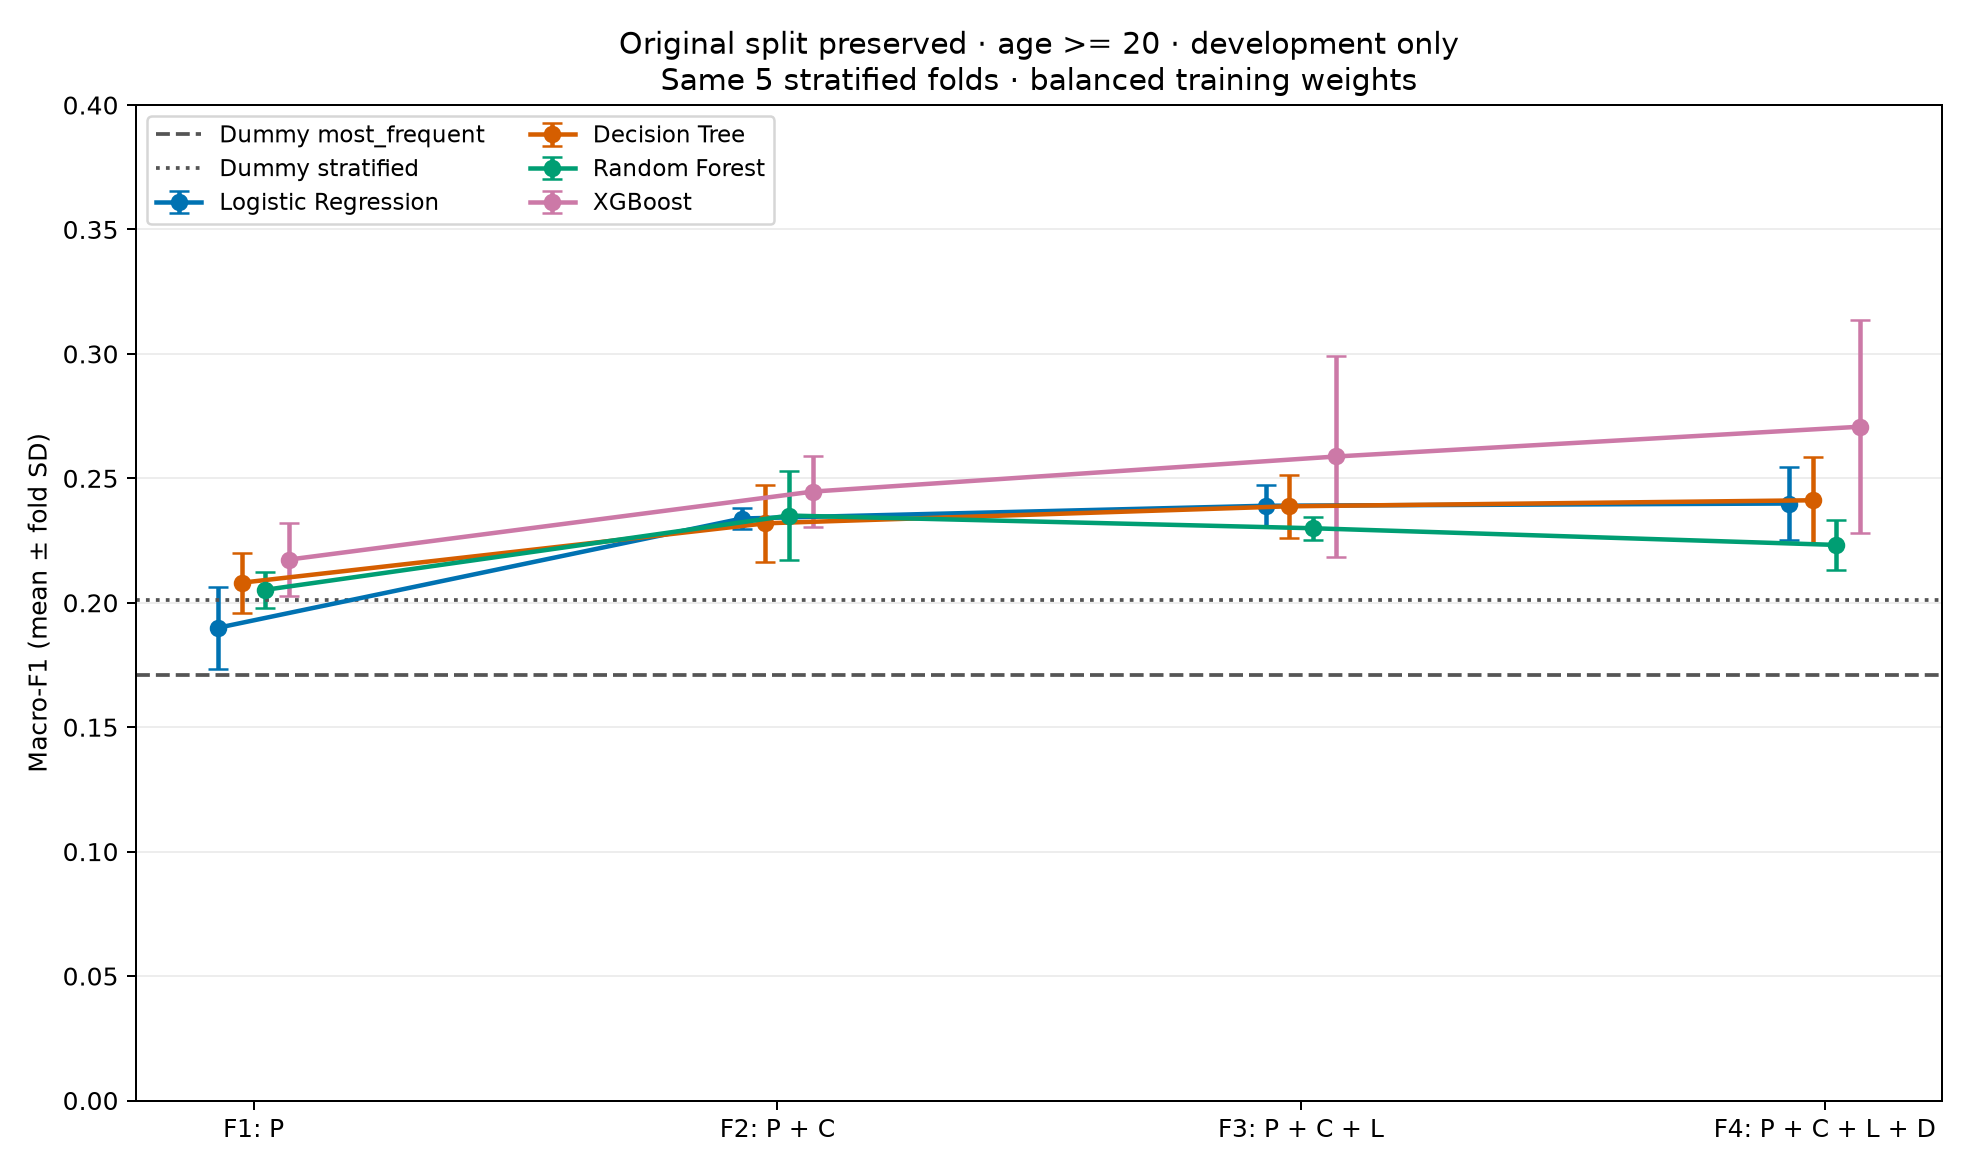 Original split preserved · age >= 20 · development only
Same 5 stratified folds · balanced training weights
Macro-F1 (mean ± fold SD)
0.40
0.35
0.30
0.25
0.20
0.15
0.10
0.05
0.00
Dummy most_frequent
Dummy stratified
Logistic Regression
Decision Tree
Random Forest
XGBoost
F1: P
F2: P + C
F3: P + C + L
F4: P + C + L + D